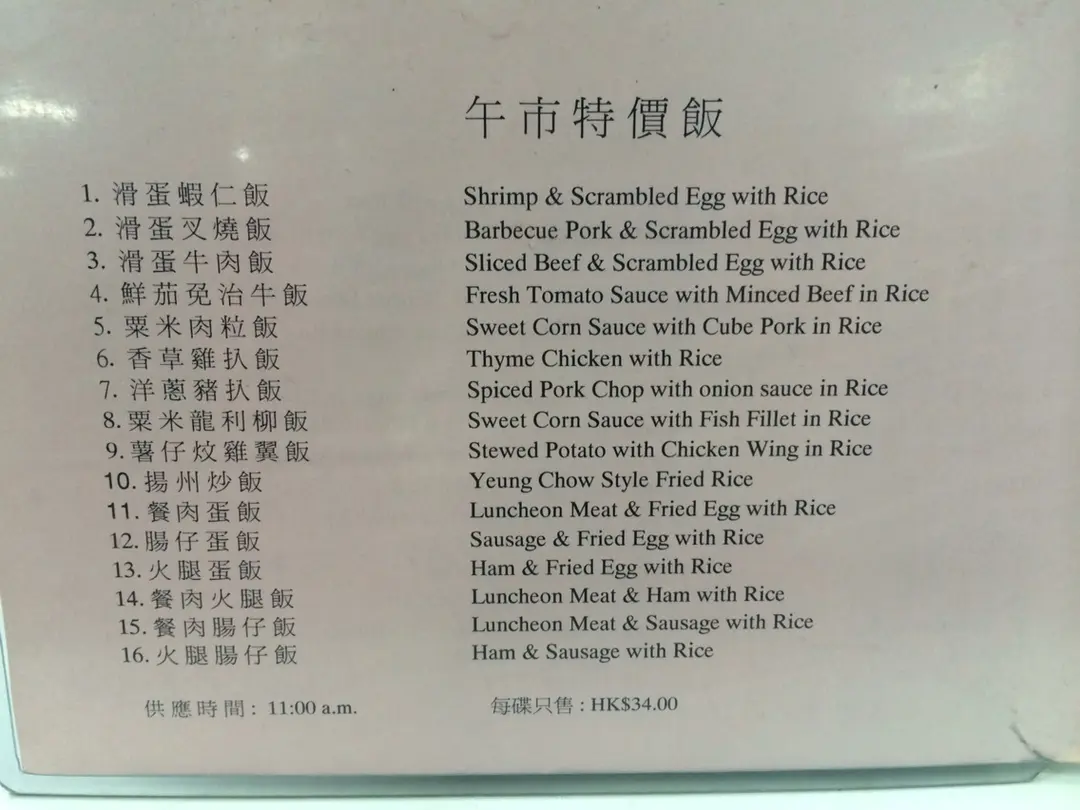 午市特價飯
1. 滑蛋蝦仁飯 Shrimp & Scrambled Egg with Rice
2. 滑蛋叉燒飯 Barbecue Pork & Scrambled Egg with Rice
3. 滑蛋牛肉飯 Sliced Beef & Scrambled Egg with Rice
4. 鮮茄免治牛飯 Fresh Tomato Sauce with Minced Beef in Rice
5. 粟米肉粒飯 Sweet Corn Sauce with Cube Pork in Rice
6. 香草雞扒飯 Thyme Chicken with Rice
7. 洋蔥豬扒飯 Spiced Pork Chop with onion sauce in Rice
8. 粟米龍利柳飯 Sweet Corn Sauce with Fish Fillet in Rice
9. 薯仔炆雞翼飯 Stewed Potato with Chicken Wing in Rice
10. 揚州炒飯 Yeung Chow Style Fried Rice
11. 餐肉蛋飯 Luncheon Meat & Fried Egg with Rice
12. 腸仔蛋飯 Sausage & Fried Egg with Rice
13. 火腿蛋飯 Ham & Fried Egg with Rice
14. 餐肉火腿飯 Luncheon Meat & Ham with Rice
15. 餐肉腸仔飯 Luncheon Meat & Sausage with Rice
16. 火腿腸仔飯 Ham & Sausage with Rice
供應時間: 11:00 a.m. 每碟只售: HK$34.00